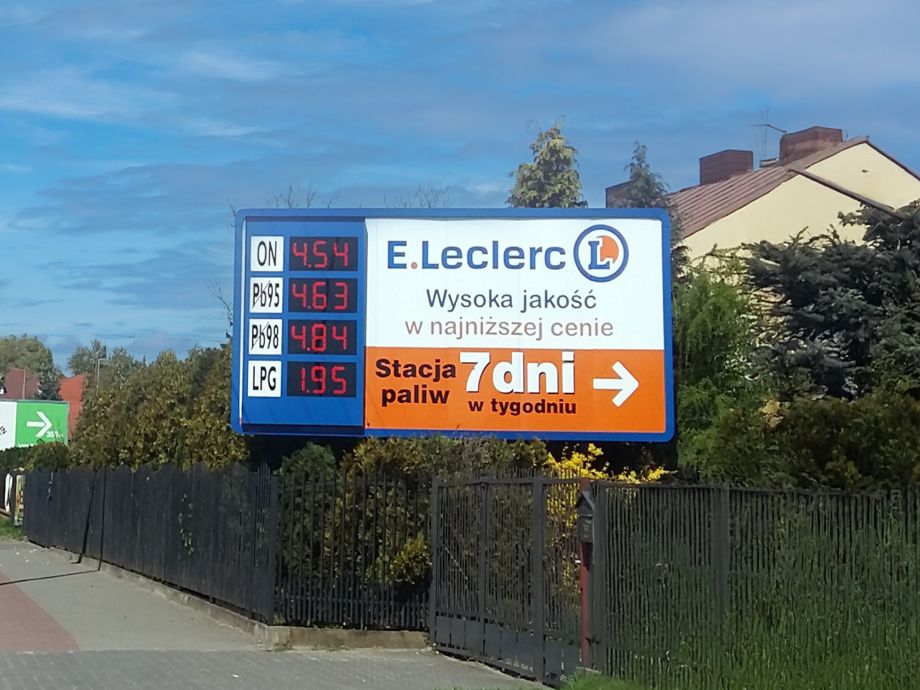 ON 4.54
Pb95 4.63
Pb98 4.84
LPG 1.95
E.Leclerc L
Wysoka jakość
w najniższej cenie
Stacja paliw 7dni
w tygodniu